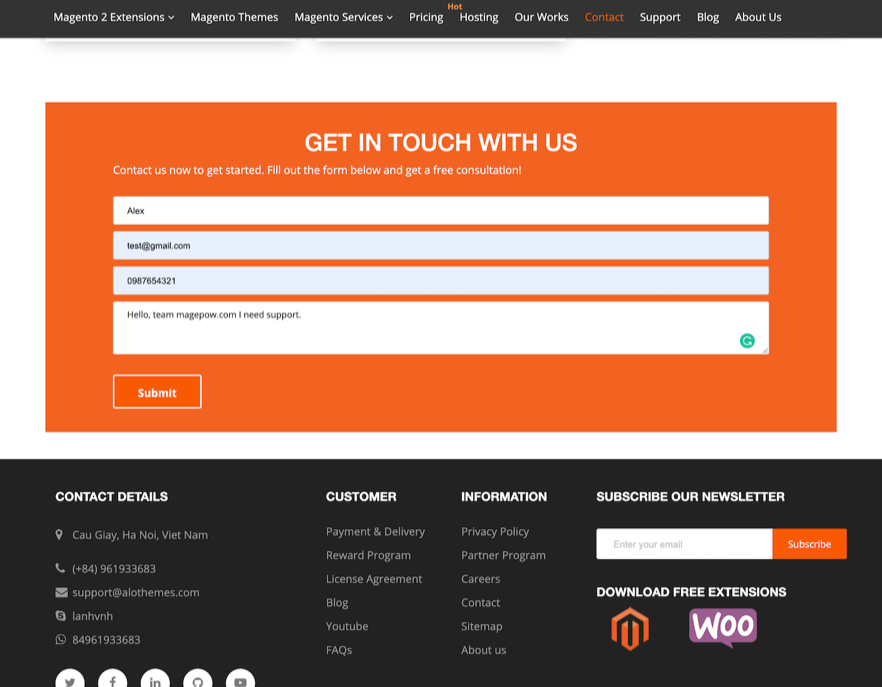 Hot
Magento 2 Extensions Magento Themes Magento Services Pricing Hosting Our Works Contact Support Blog About Us
GET IN TOUCH WITH US
Contact us now to get started. Fill out the form below and get a free consultation!
Alex
test@gmail.com
0987654321
Hello, team magepow.com I need support.
Submit
CONTACT DETAILS
Cau Giay, Ha Noi, Viet Nam
(+84) 961933683
support@alothemes.com
lanhvnh
84961933683
CUSTOMER
Payment & Delivery
Reward Program
License Agreement
Blog
Youtube
FAQs
INFORMATION
Privacy Policy
Partner Program
Careers
Contact
Sitemap
About us
SUBSCRIBE OUR NEWSLETTER
Enter your email Subscribe
DOWNLOAD FREE EXTENSIONS
Woo